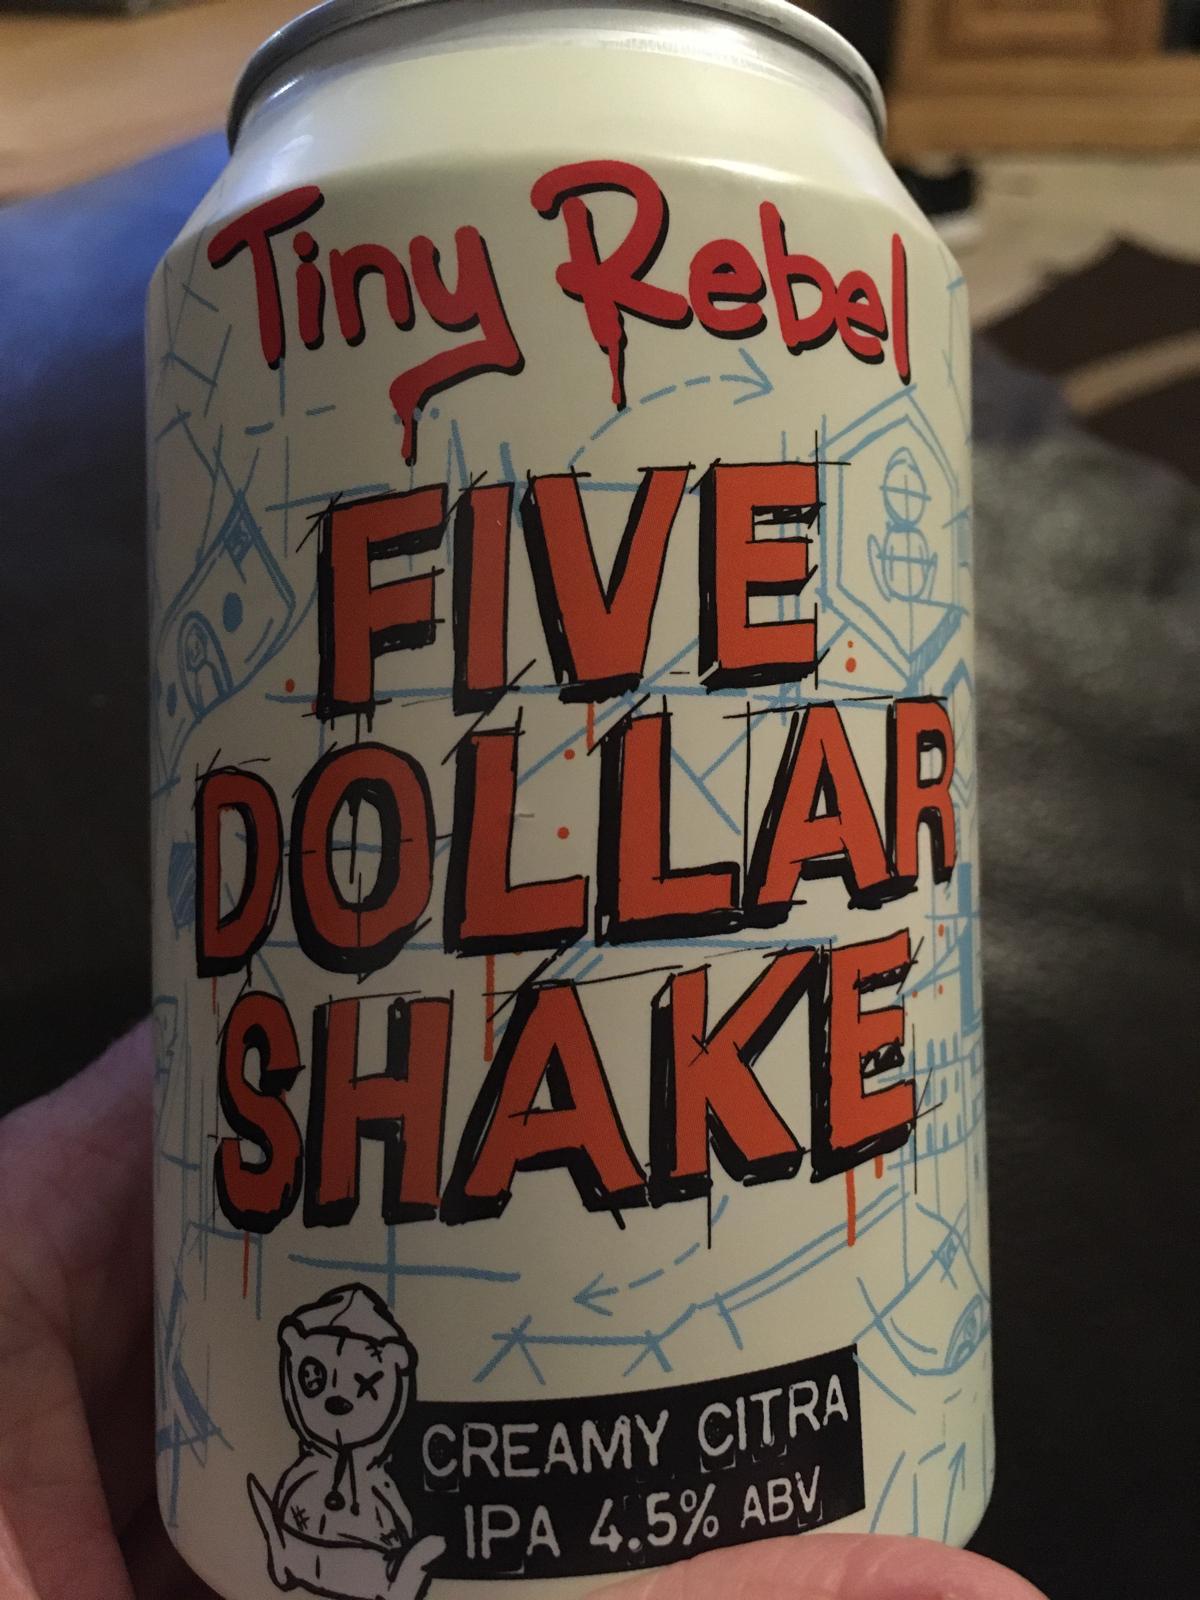 Tiny Rebel
FIVE
DOLLAR
SHAKE
CREAMY CITRA
IPA 4.5% ABV